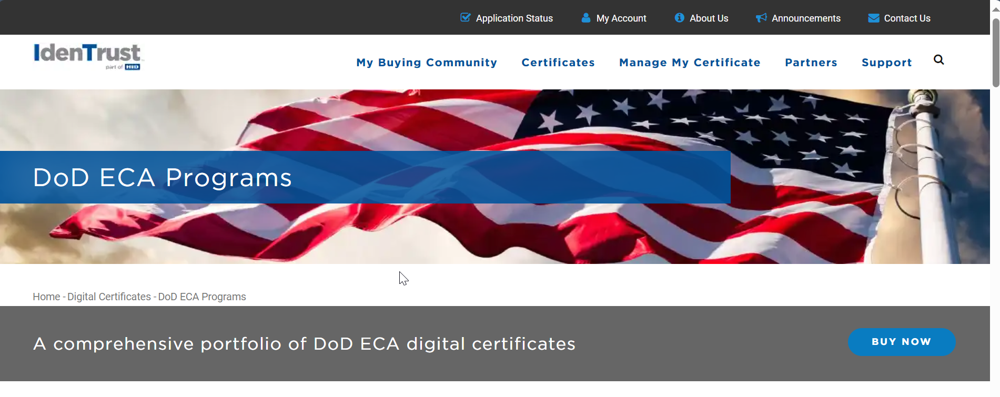 Application Status My Account About Us Announcements Contact Us
IdenTrust
part of HID
My Buying Community Certificates Manage My Certificate Partners Support
DoD ECA Programs
Home - Digital Certificates - DoD ECA Programs
A comprehensive portfolio of DoD ECA digital certificates
BUY NOW